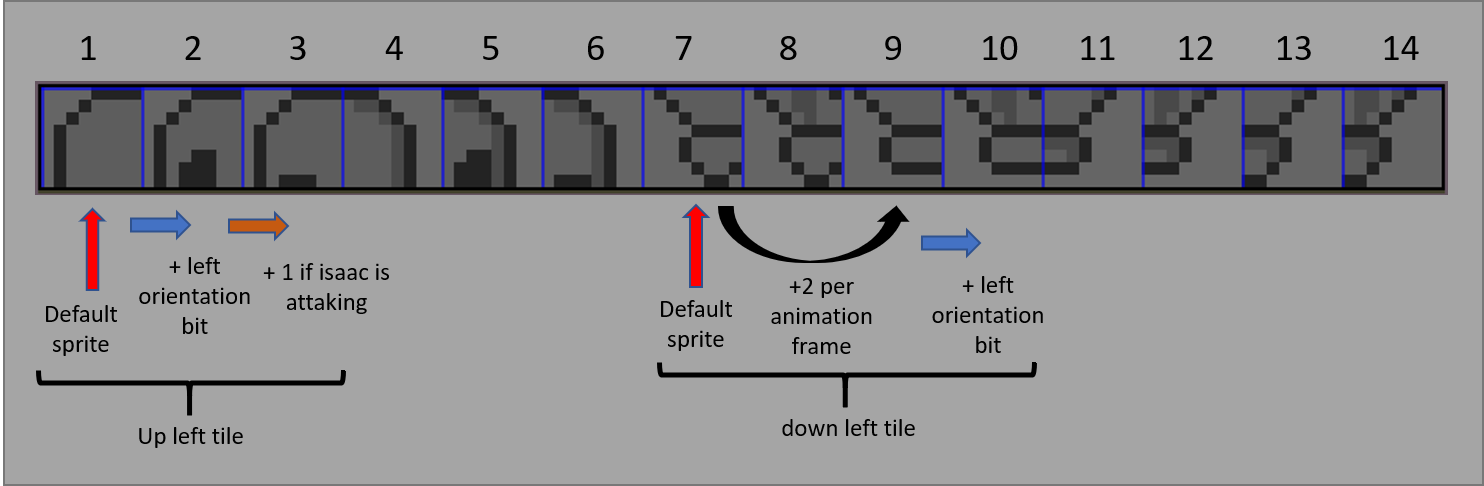 1 2 3 4 5 6 7 8 9 10 11 12 13 14
Default
sprite
+ left
orientation
bit
+ 1 if isaac is
attaking
Up left tile
Default
sprite
+2 per
animation
frame
+ left
orientation
bit
down left tile